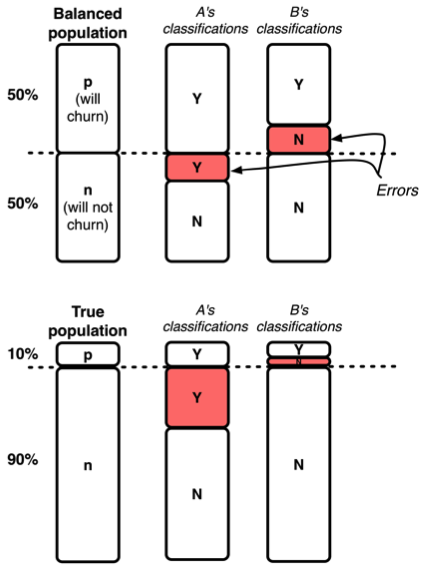 Balanced
population
A's
classifications
B's
classifications
50%
p
(will
churn)
Y
Y
N
Y
Errors
50%
n
(will not
churn)
N
N
True
population
A's
classifications
B's
classifications
10%
p
Y
Y
N
Y
90%
n
N
N